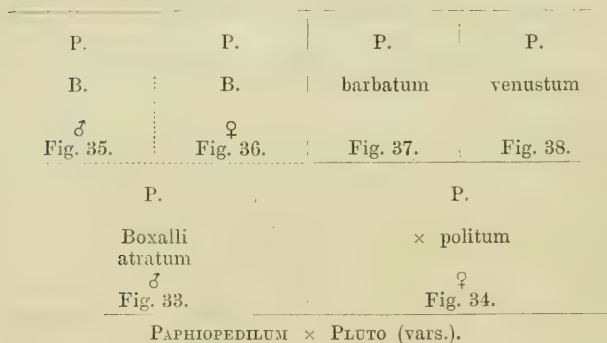 P. P. P. P.
B. B. barbatum venustum
♂ ♀
Fig. 35. Fig. 36. Fig. 37. Fig. 38.
P. P.
Boxalli × politum
atratum
♂ ♀
Fig. 33. Fig. 34.
PAPHIOPEDILUM × PLUTO (vars.).